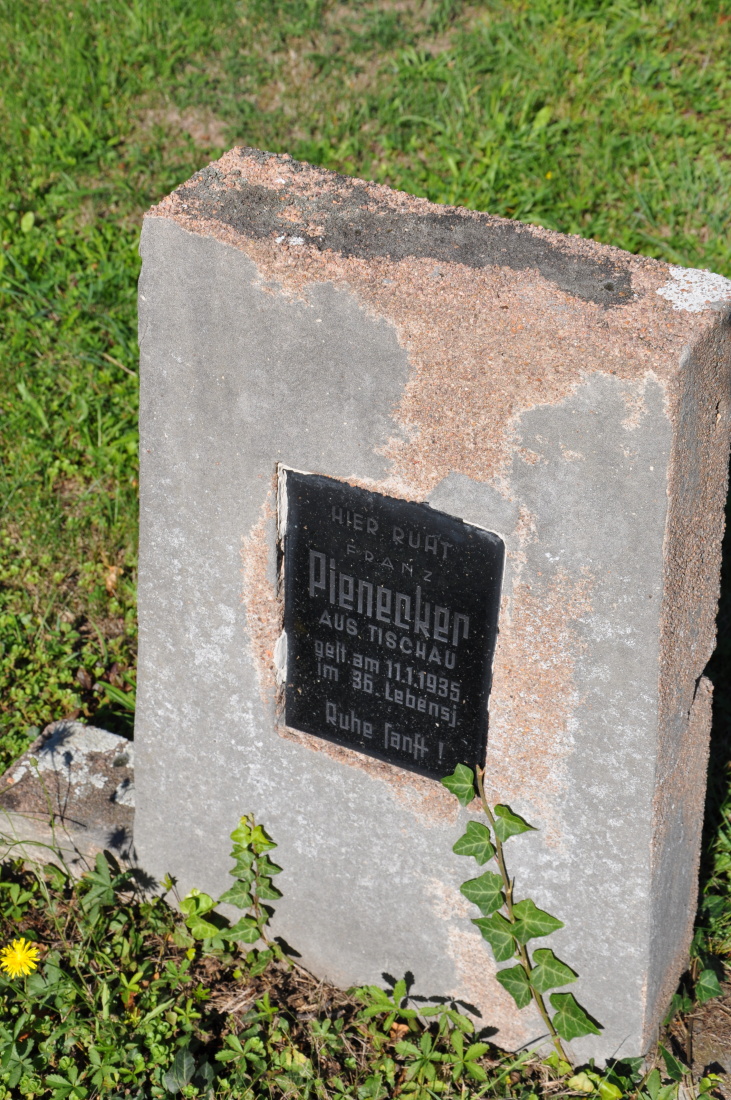 HIER RUHT
FRANZ
Pienecker
AUS TISCHAU
geſt. am 11.1.1935
im 36. Lebensj.
Ruhe ſanft !